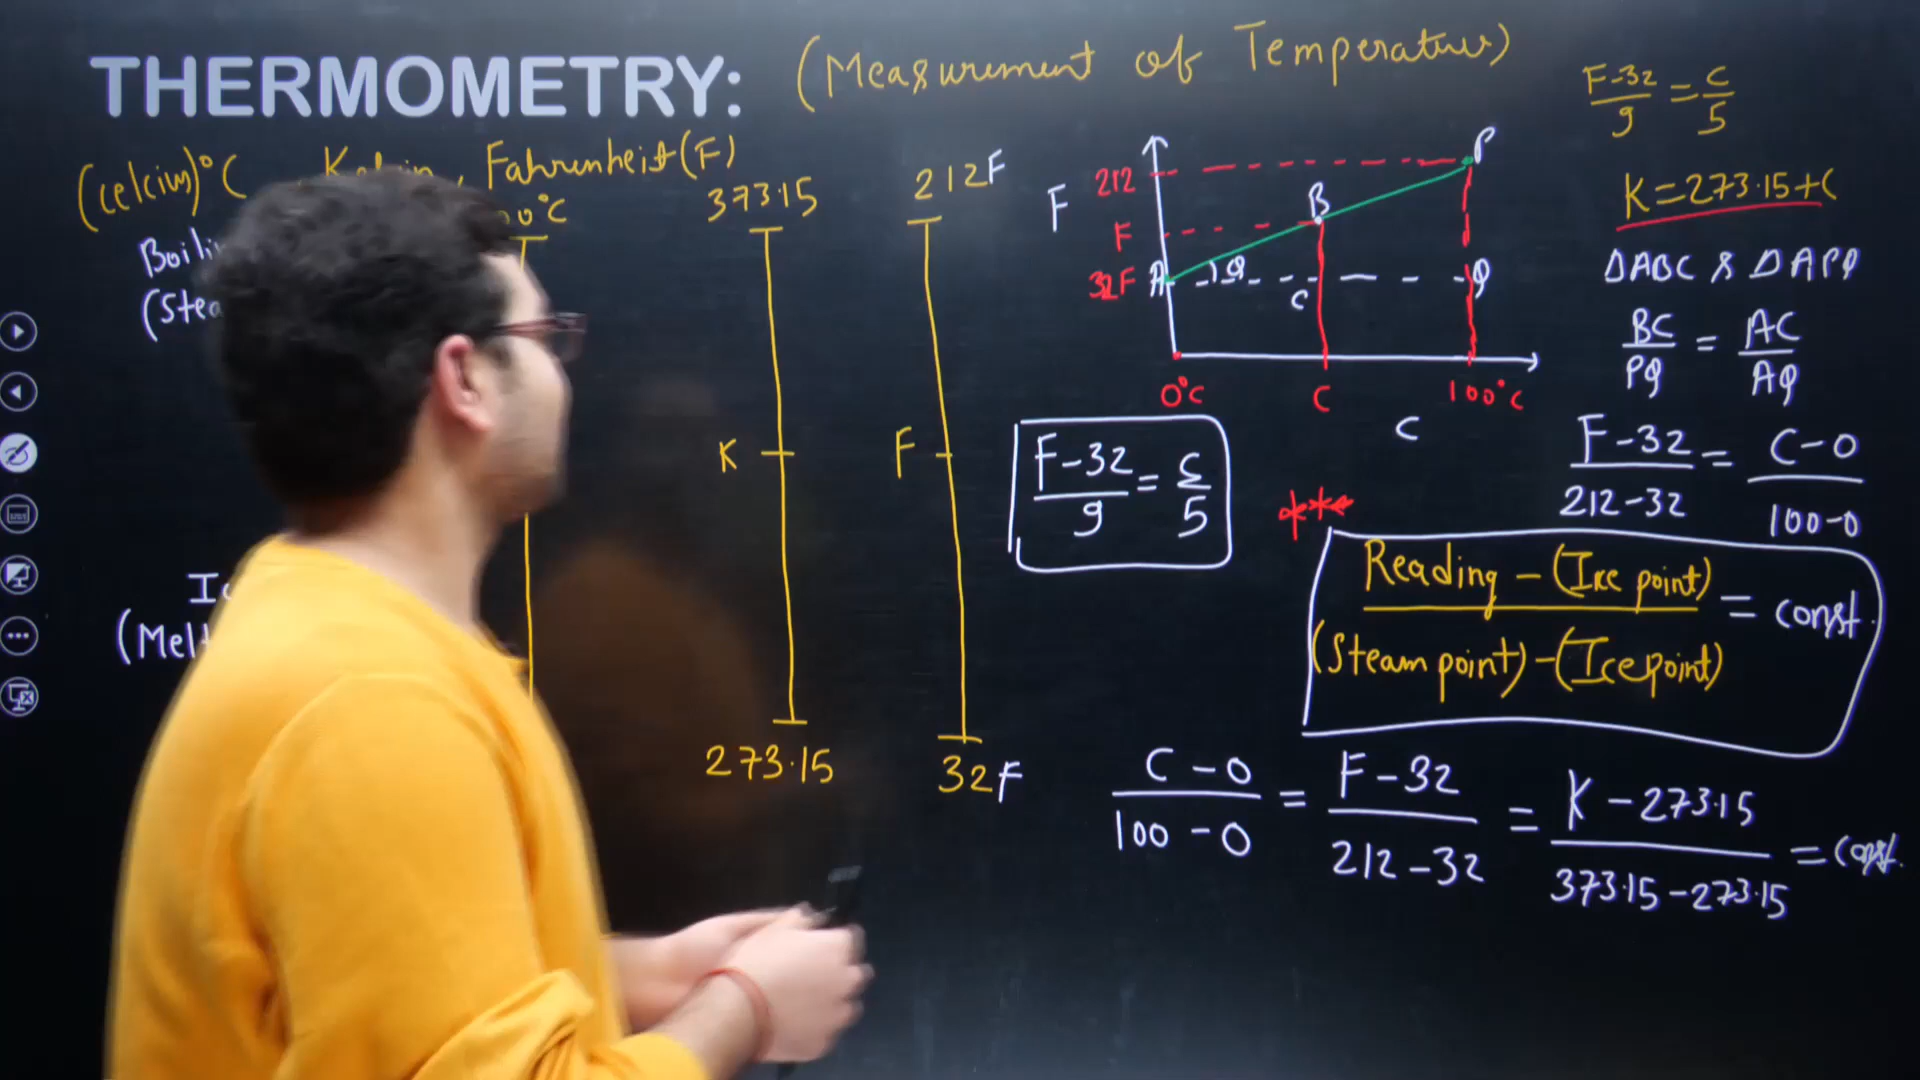 THERMOMETRY: (Measurement of Temperature)
(Celcius)°C , Fahrenheit (F)
373.15
212F
K
F
273.15
32F
F
212
F
32F
A
B
P
θ
C
Q
0°C
C
100°C
C
F-32/9 = C/5
F-32/9 = C/5
K = 273.15+C
ΔABC & ΔAPQ
BC/PQ = AC/AQ
F-32/212-32 = C-0/100-0
***
Reading - (Ice point)/(Steam point) - (Ice point) = const.
C-0/100-0 = F-32/212-32 = K-273.15/373.15-273.15 = const.